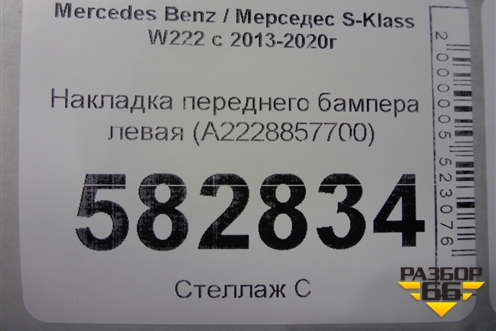 Mercedes Benz / Мерседес S-Klass
W222 с 2013-2020г
Накладка переднего бампера
левая (A2228857700)
582834
Стеллаж С
2000005523076
РАЗБОР
66